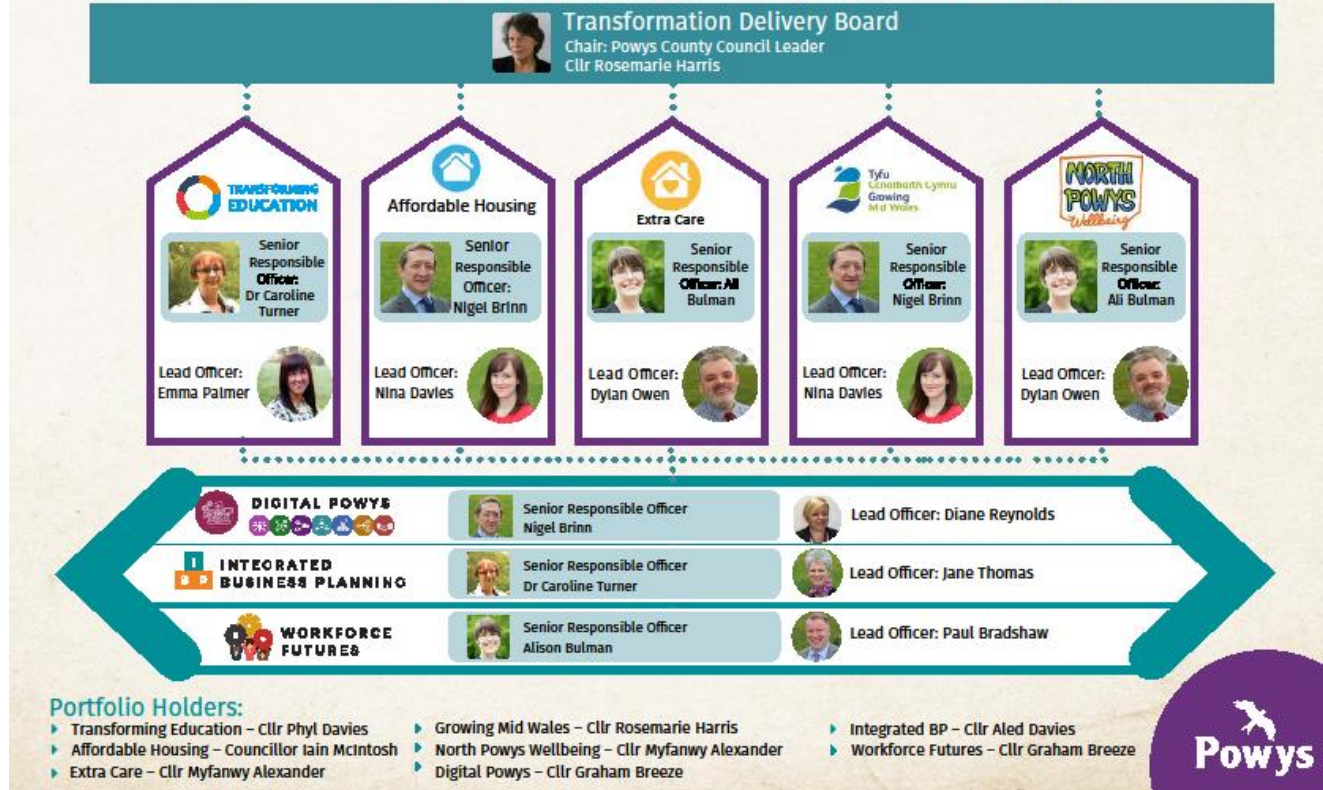 Transformation Delivery Board
Chair: Powys County Council Leader
Cllr Rosemarie Harris
TRANSFORMING
EDUCATION
Senior
Responsible
Officer:
Dr Caroline
Turner
Lead Officer:
Emma Palmer
Affordable Housing
Senior
Responsible
Officer:
Nigel Brinn
Lead Officer:
Nina Davies
Extra Care
Senior
Responsible
Officer: Ali
Bulman
Lead Officer:
Dylan Owen
Tyfu
Canolbarth Cymru
Growing
Mid Wales
Senior
Responsible
Officer:
Nigel Brinn
Lead Officer:
Nina Davies
NORTH
POWYS
Wellbeing
Senior
Responsible
Officer:
Ali Bulman
Lead Officer:
Dylan Owen
DIGITAL POWYS
Senior Responsible Officer
Nigel Brinn
Lead Officer: Diane Reynolds
I
B P
INTEGRATED
BUSINESS PLANNING
Senior Responsible Officer
Dr Caroline Turner
Lead Officer: Jane Thomas
WORKFORCE
FUTURES
Senior Responsible Officer
Alison Bulman
Lead Officer: Paul Bradshaw
Portfolio Holders:
Transforming Education – Cllr Phyl Davies
Affordable Housing – Councillor Iain McIntosh
Extra Care – Cllr Myfanwy Alexander
Growing Mid Wales – Cllr Rosemarie Harris
North Powys Wellbeing – Cllr Myfanwy Alexander
Digital Powys – Cllr Graham Breeze
Integrated BP – Cllr Aled Davies
Workforce Futures – Cllr Graham Breeze
Powys